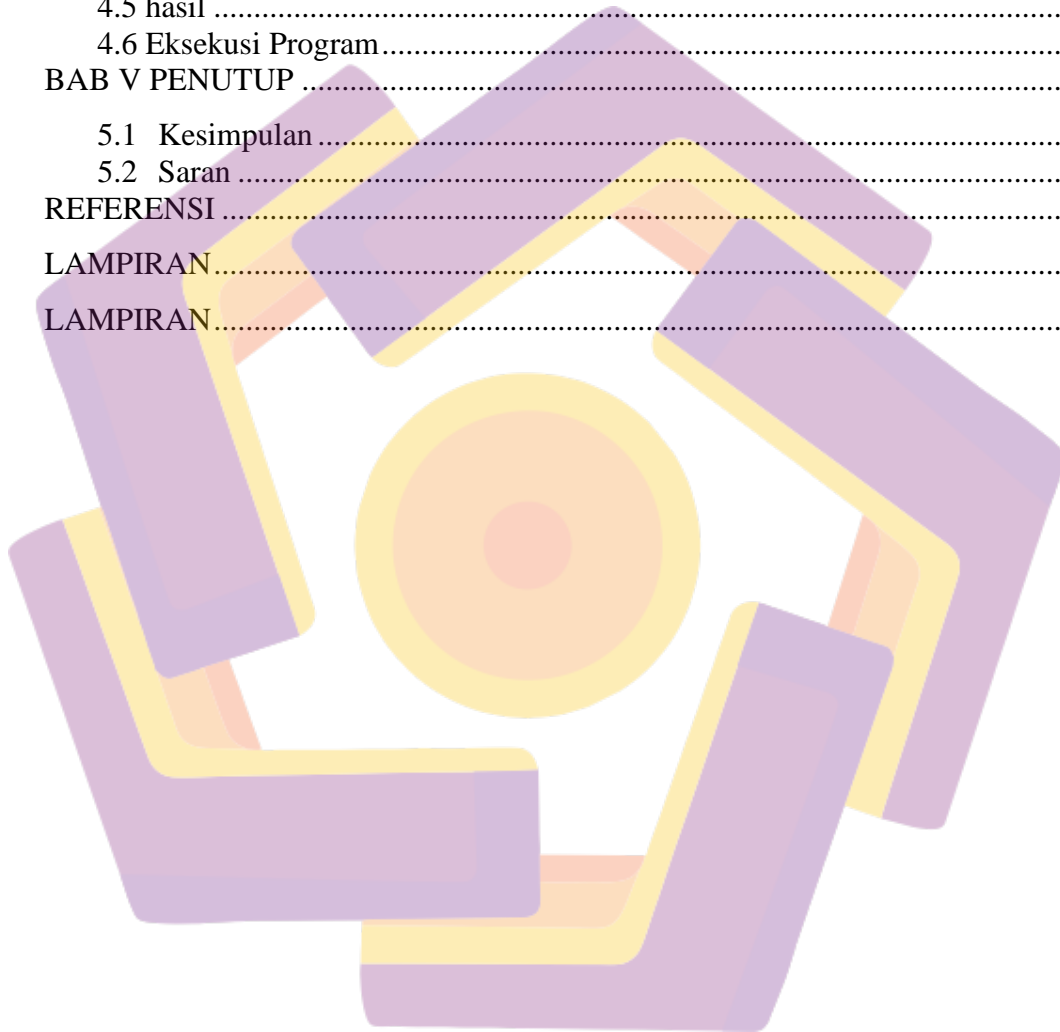 4.5 hasil ........................................................................
4.6 Eksekusi Program ........................................................................
BAB V PENUTUP ........................................................................
5.1 Kesimpulan ........................................................................
5.2 Saran ........................................................................
REFERENSI ........................................................................
LAMPIRAN ........................................................................
LAMPIRAN ........................................................................